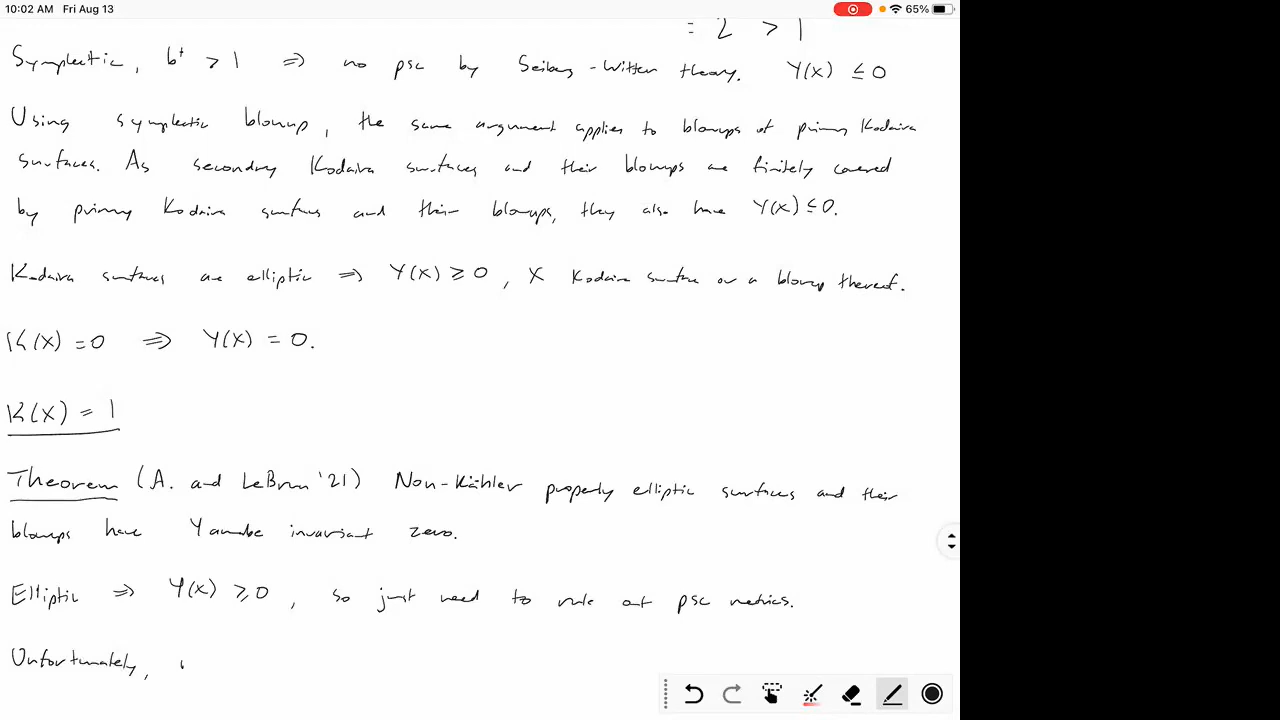 10:02 AM Fri Aug 13
65%
= 2 > 1
Symplectic, b⁺ > 1 ⇒ no psc by Seiberg-Witten theory. Y(X) ≤ 0
Using symplectic blowup, the same argument applies to blowups of primary Kodaira
surfaces. As secondary Kodaira surfaces and their blowups are finitely covered
by primary Kodaira surfaces and their blowups, they also have Y(X) ≤ 0.
Kodaira surfaces are elliptic ⇒ Y(X) ≥ 0, X Kodaira surface or a blowup thereof.
K(X) = 0 ⇒ Y(X) = 0.
K(X) = 1
Theorem (A. and LeBrun '21) Non-Kähler properly elliptic surfaces and their
blowups have Yamabe invariant zero.
Elliptic ⇒ Y(X) ≥ 0, so just need to rule out psc metrics.
Unfortunately,